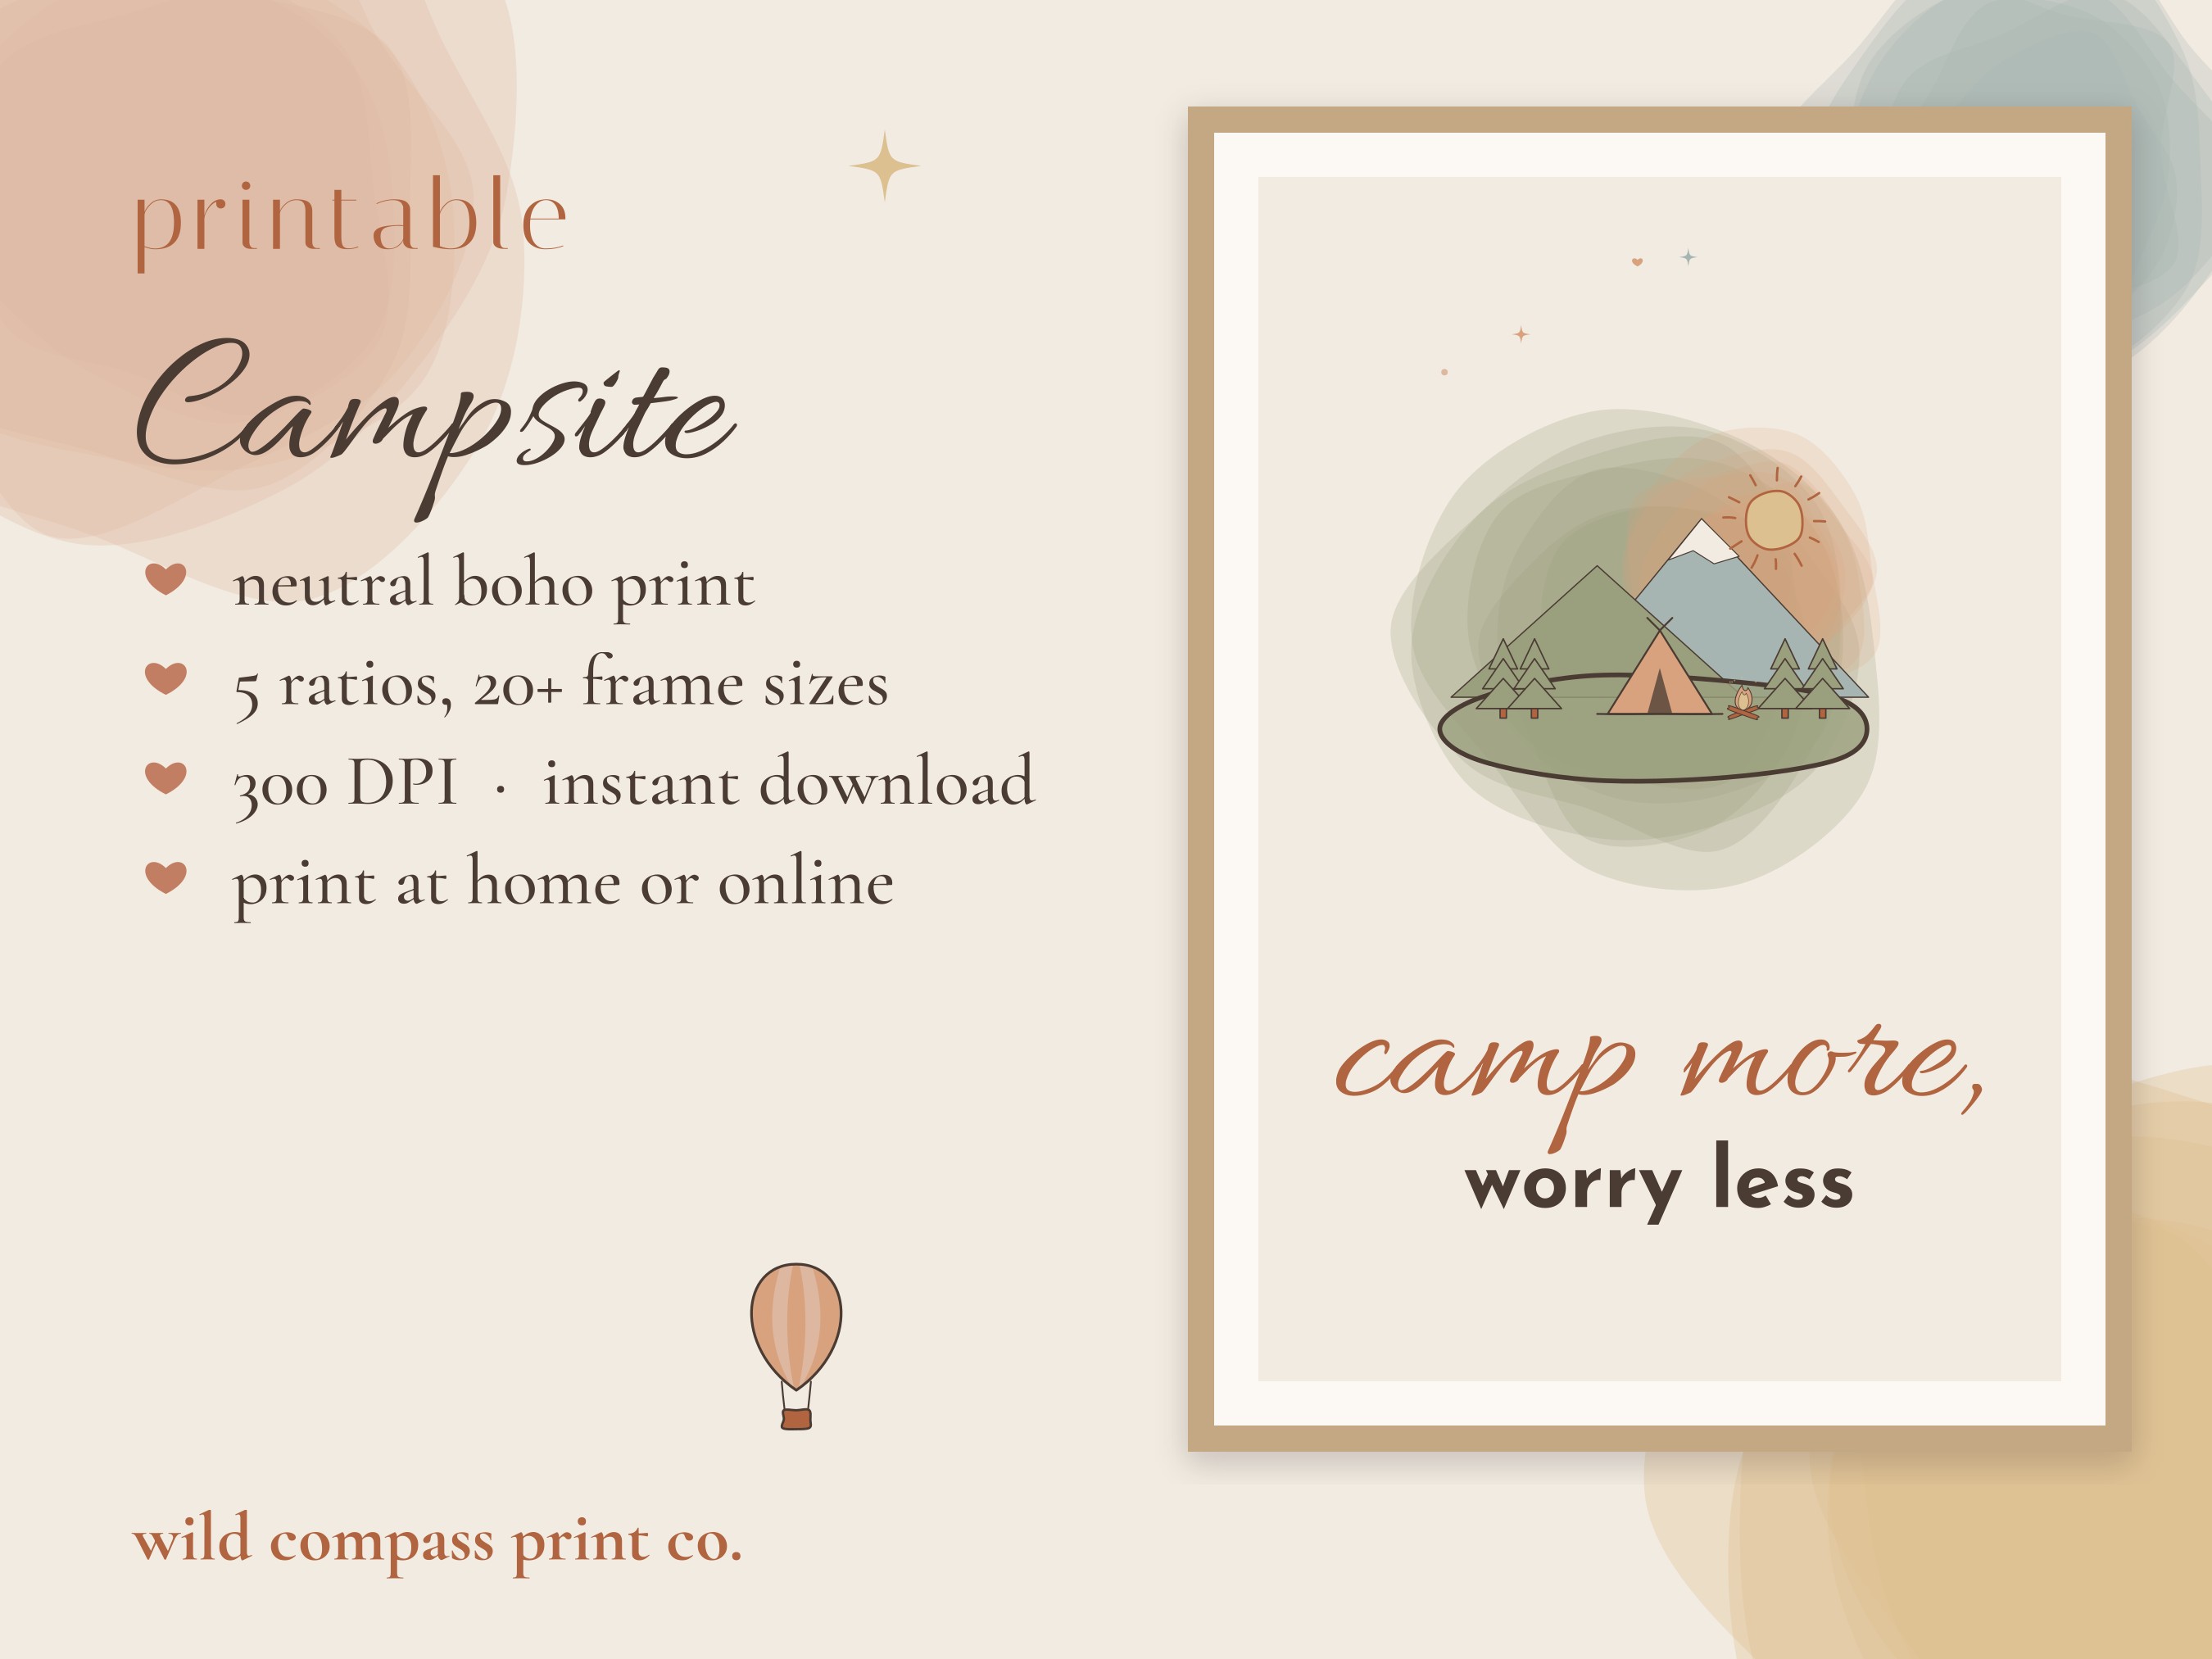 printable
Campsite
neutral boho print
5 ratios, 20+ frame sizes
300 DPI · instant download
print at home or online
wild compass print co.
camp more,
worry less